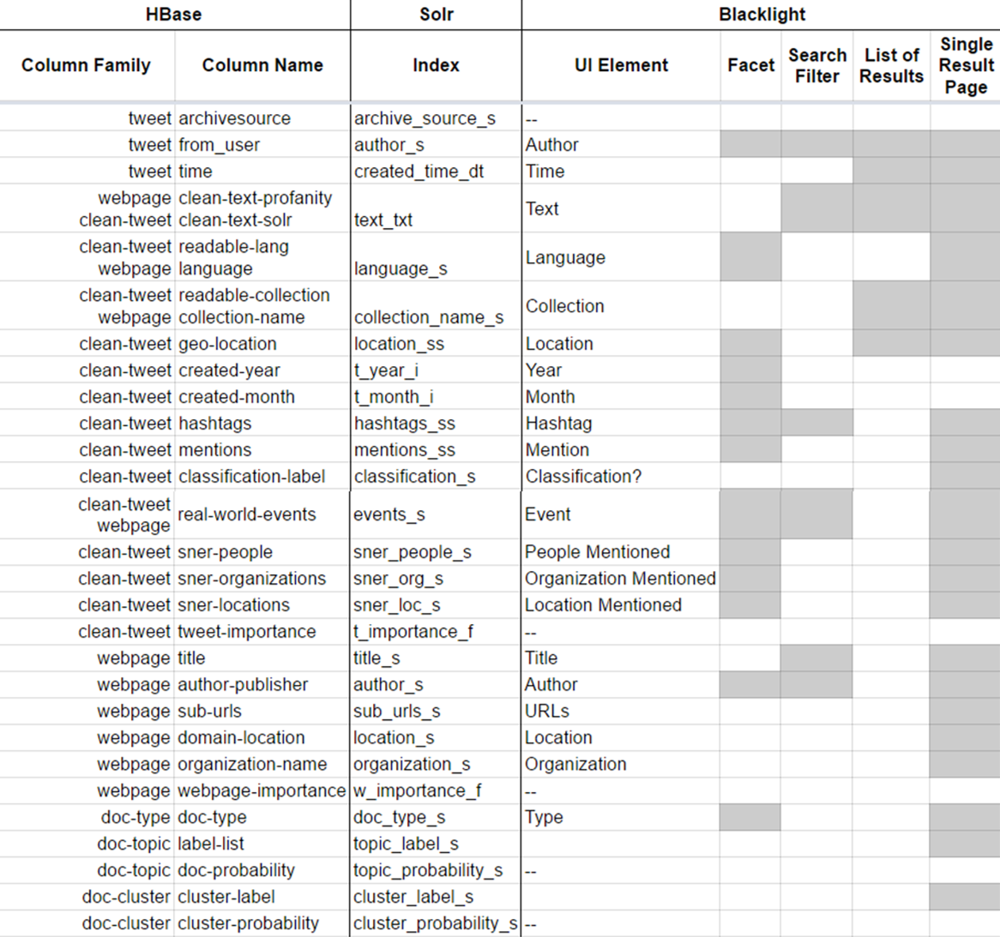 HBase Solr Blacklight
Column Family Column Name Index UI Element Facet Search Filter List of Results Single Result Page
tweet archivesource archive_source_s --
tweet from_user author_s Author
tweet time created_time_dt Time
webpage clean-text-profanity
clean-tweet clean-text-solr text_txt Text
clean-tweet readable-lang
webpage language language_s Language
clean-tweet readable-collection
webpage collection-name collection_name_s Collection
clean-tweet geo-location location_ss Location
clean-tweet created-year t_year_i Year
clean-tweet created-month t_month_i Month
clean-tweet hashtags hashtags_ss Hashtag
clean-tweet mentions mentions_ss Mention
clean-tweet classification-label classification_s Classification?
clean-tweet
webpage real-world-events events_s Event
clean-tweet sner-people sner_people_s People Mentioned
clean-tweet sner-organizations sner_org_s Organization Mentioned
clean-tweet sner-locations sner_loc_s Location Mentioned
clean-tweet tweet-importance t_importance_f --
webpage title title_s Title
webpage author-publisher author_s Author
webpage sub-urls sub_urls_s URLs
webpage domain-location location_s Location
webpage organization-name organization_s Organization
webpage webpage-importance w_importance_f --
doc-type doc-type doc_type_s Type
doc-topic label-list topic_label_s
doc-topic doc-probability topic_probability_s --
doc-cluster cluster-label cluster_label_s
doc-cluster cluster-probability cluster_probability_s --